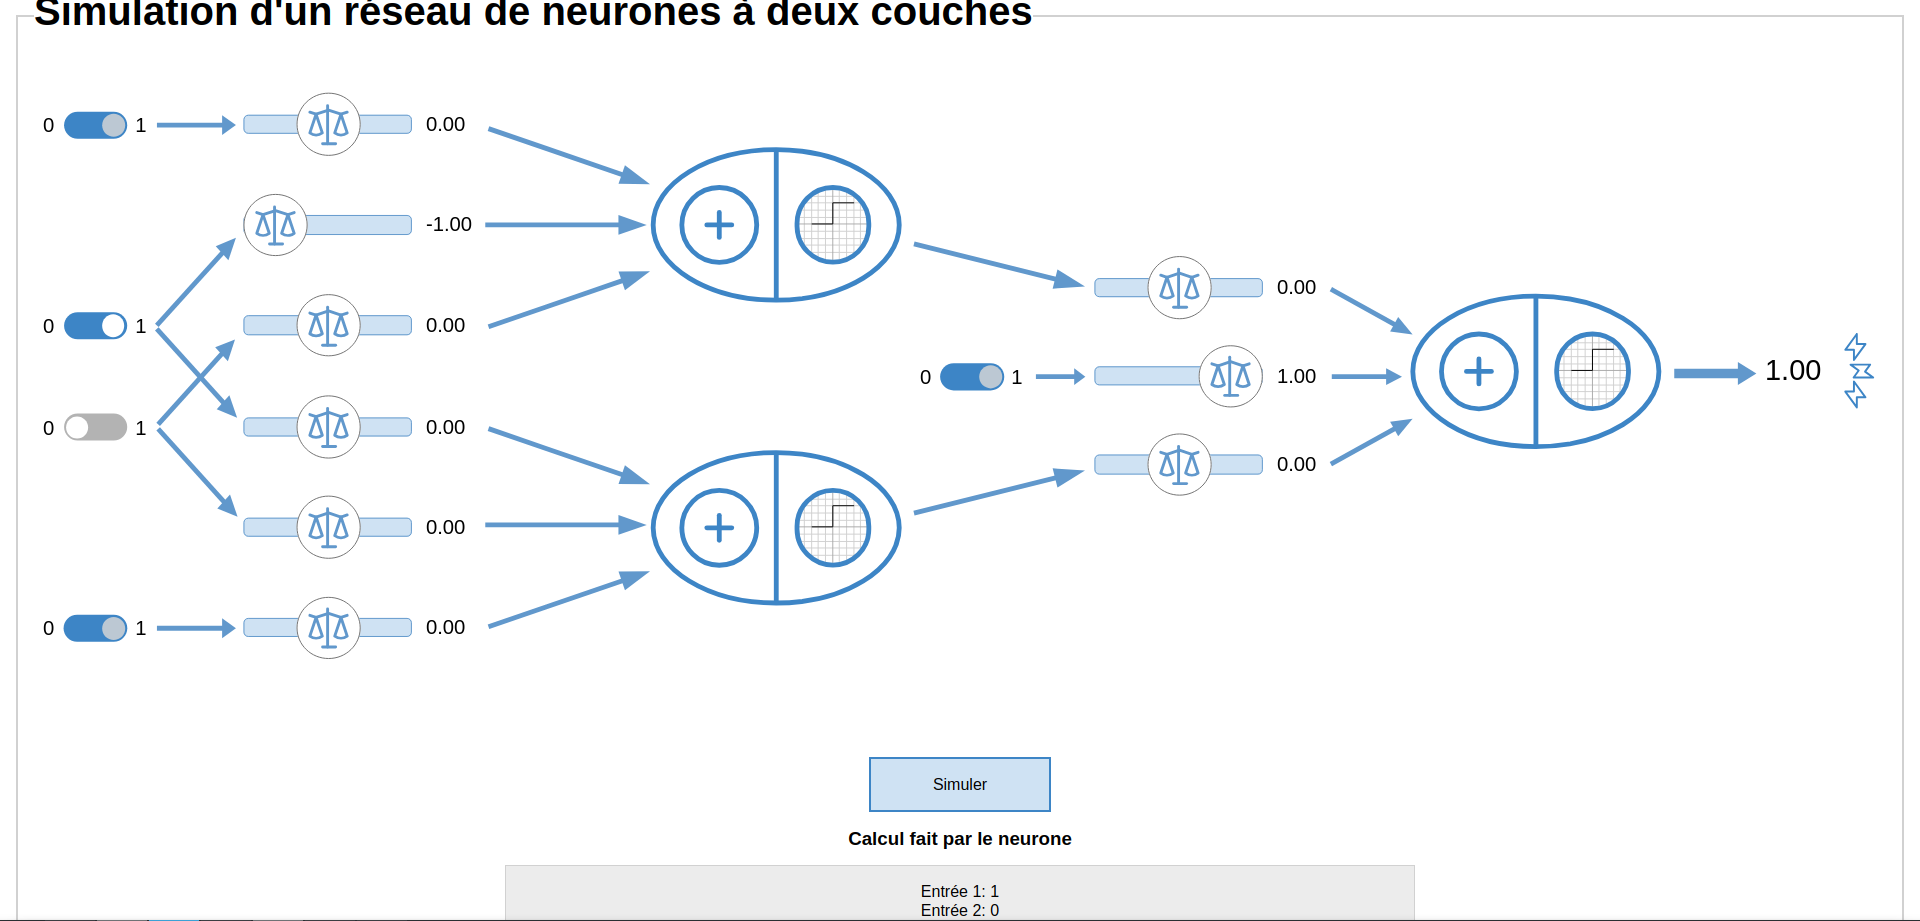 Simulation d'un réseau de neurones à deux couches
0 1 0.00
-1.00
0 1 0.00
0.00
0 1 1.00 1.00
0 1 0.00
0.00
0.00
0 1 0.00
Simuler
Calcul fait par le neurone
Entrée 1: 1
Entrée 2: 0